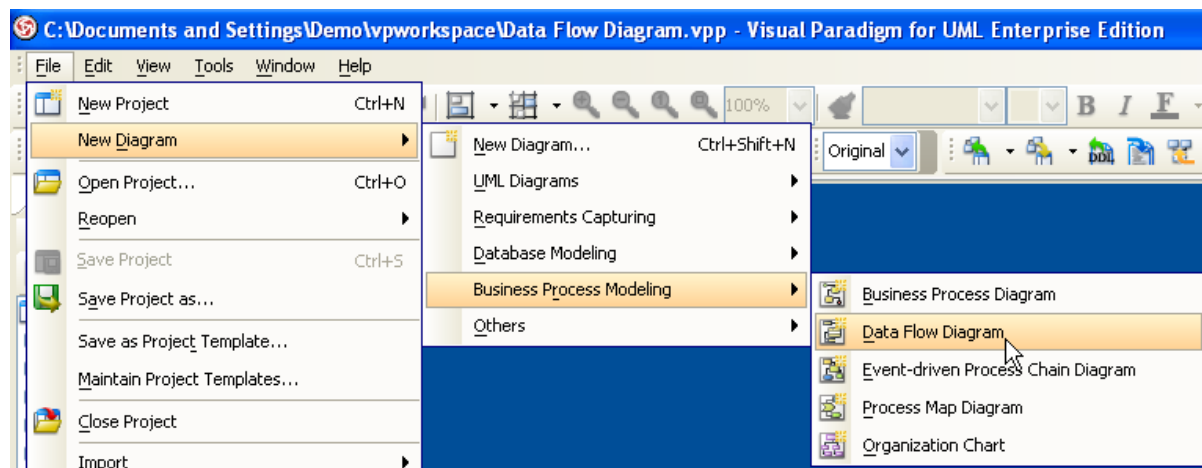 C:\Documents and Settings\Demo\vpworkspace\Data Flow Diagram.vpp - Visual Paradigm for UML Enterprise Edition
File Edit View Tools Window Help
New Project Ctrl+N
100%
B I F
New Diagram
New Diagram... Ctrl+Shift+N
Original
DDL
Open Project... Ctrl+O
UML Diagrams
Reopen
Requirements Capturing
Save Project Ctrl+S
Database Modeling
Save Project as...
Business Process Modeling
Business Process Diagram
Save as Project Template...
Others
Data Flow Diagram
Maintain Project Templates...
Event-driven Process Chain Diagram
Close Project
Process Map Diagram
Import
Organization Chart